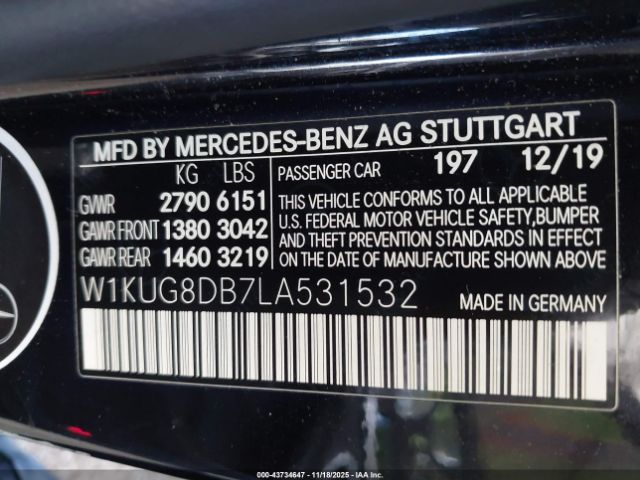 MFD BY MERCEDES-BENZ AG STUTTGART
KG LBS
GVWR 2790 6151
GAWR FRONT 1380 3042
GAWR REAR 1460 3219
PASSENGER CAR 197 12/19
THIS VEHICLE CONFORMS TO ALL APPLICABLE
U.S. FEDERAL MOTOR VEHICLE SAFETY,BUMPER
AND THEFT PREVENTION STANDARDS IN EFFECT
ON THE DATE OF MANUFACTURE SHOWN ABOVE
W1KUG8DB7LA531532 MADE IN GERMANY
000-43734647 11/18/2025 IAA Inc.